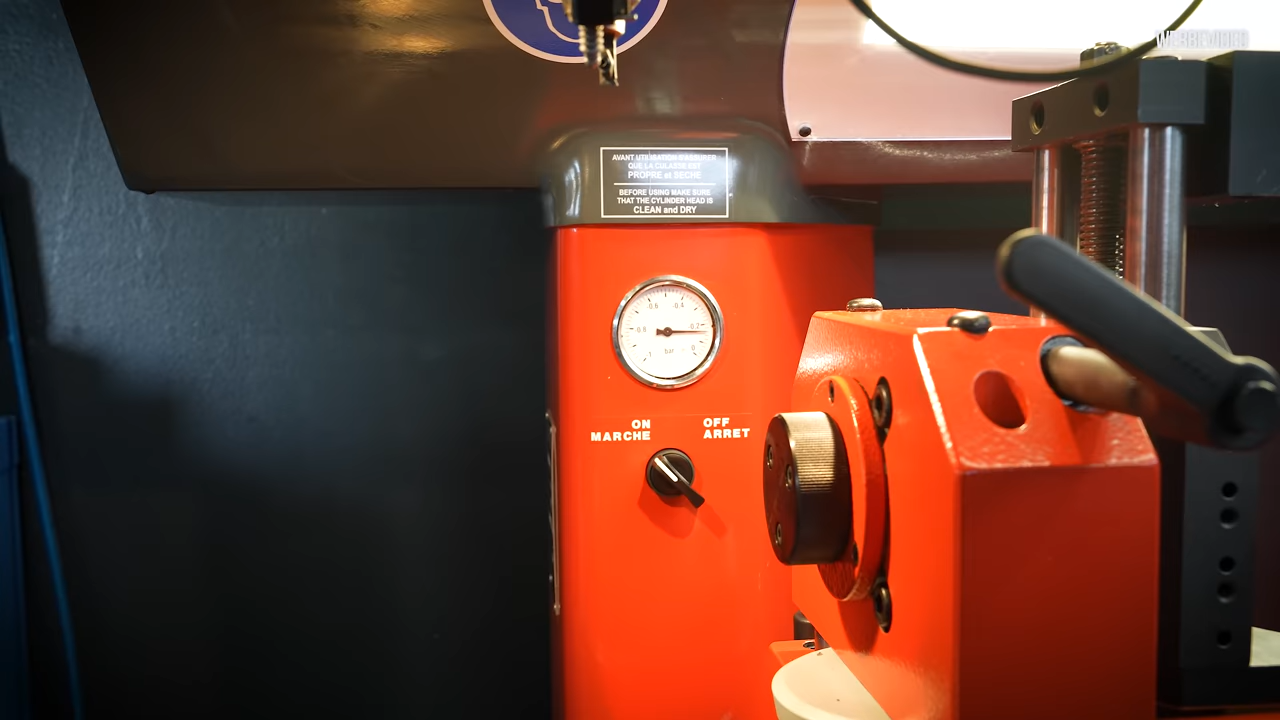 AVANT UTILISATION S'ASSURER
QUE LA CULASSE EST
PROPRE et SECHE
BEFORE USING MAKE SURE
THAT THE CYLINDER HEAD IS
CLEAN and DRY
0.6 0.4
0.8 0.2
1 bar 0
ON OFF
MARCHE ARRET